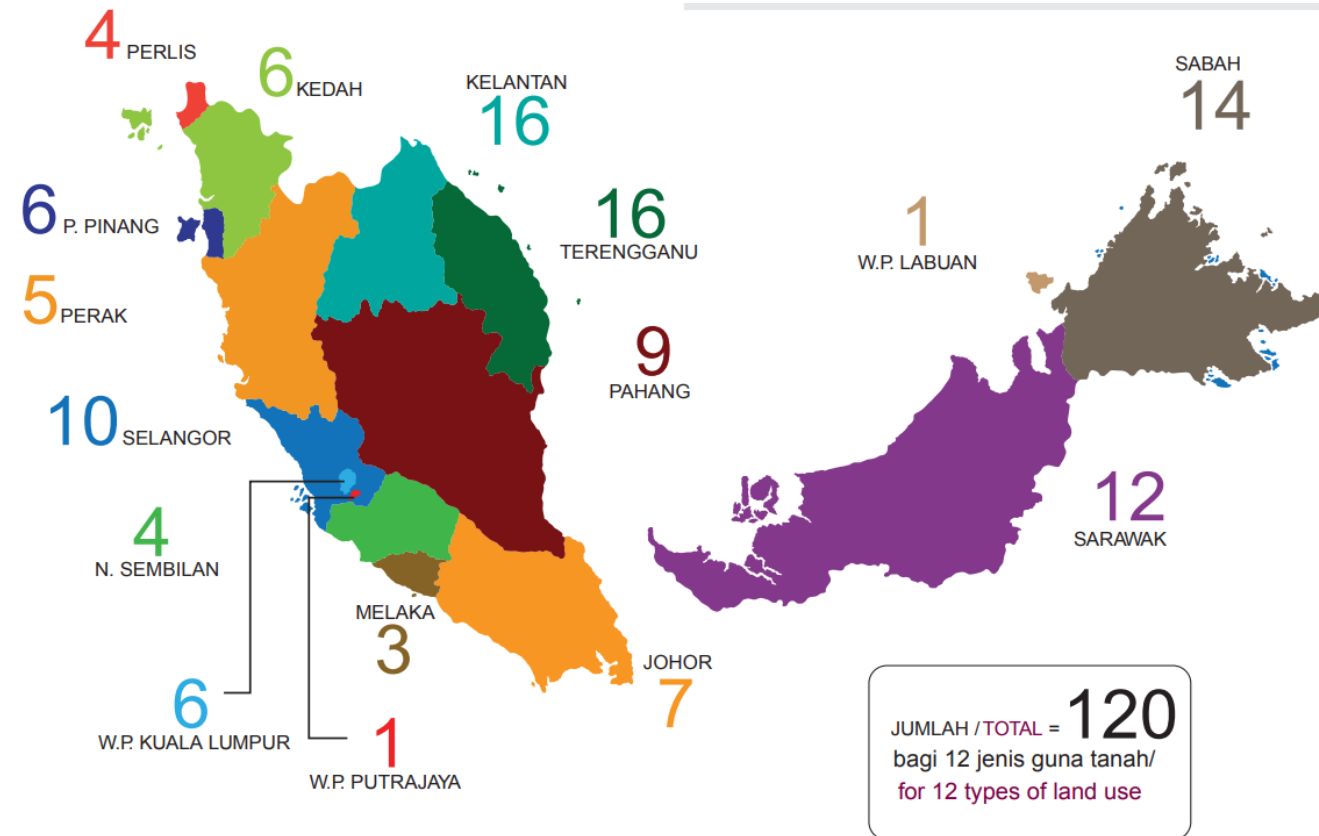 4 PERLIS
6 KEDAH
KELANTAN
16
SABAH
14
6 P. PINANG
16
TERENGGANU
1
W.P. LABUAN
5 PERAK
9
PAHANG
10 SELANGOR
4
N. SEMBILAN
12
SARAWAK
MELAKA
3
JOHOR
7
6
W.P. KUALA LUMPUR
1
W.P. PUTRAJAYA
JUMLAH / TOTAL = 120
bagi 12 jenis guna tanah/
for 12 types of land use